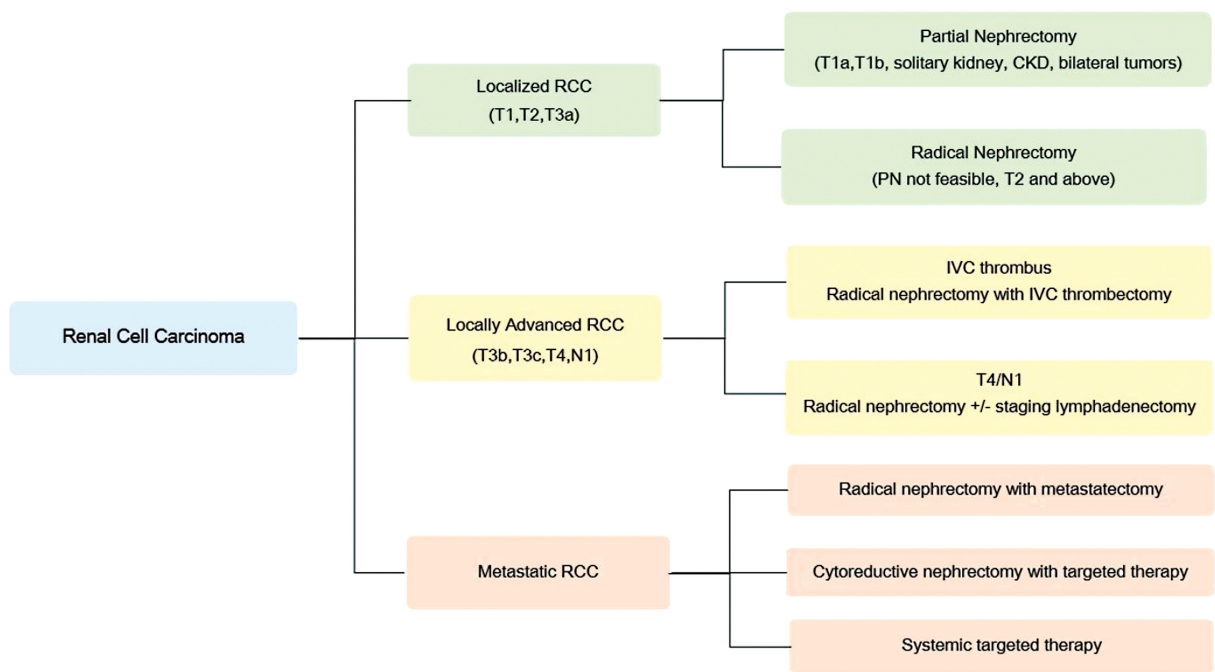 Renal Cell Carcinoma
Localized RCC
(T1,T2,T3a)
Partial Nephrectomy
(T1a,T1b, solitary kidney, CKD, bilateral tumors)
Radical Nephrectomy
(PN not feasible, T2 and above)
Locally Advanced RCC
(T3b,T3c,T4,N1)
IVC thrombus
Radical nephrectomy with IVC thrombectomy
T4/N1
Radical nephrectomy +/- staging lymphadenectomy
Metastatic RCC
Radical nephrectomy with metastatectomy
Cytoreductive nephrectomy with targeted therapy
Systemic targeted therapy